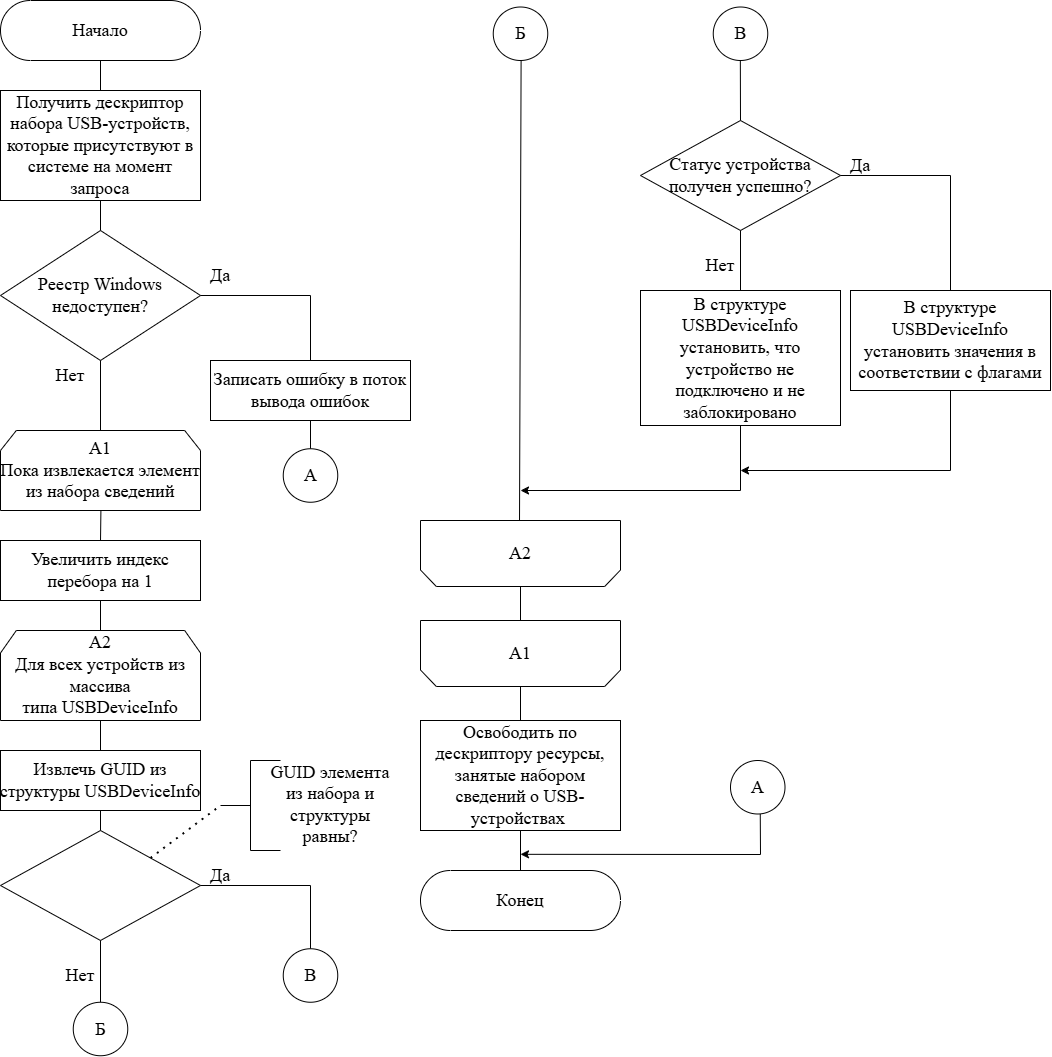 Начало
Получить дескриптор
набора USB-устройств,
которые присутствуют в
системе на момент
запроса
Реестр Windows
недоступен?
Да
Нет
Записать ошибку в поток
вывода ошибок
А
А1
Пока извлекается элемент
из набора сведений
Увеличить индекс
перебора на 1
А2
Для всех устройств из
массива
типа USBDeviceInfo
Извлечь GUID из
структуры USBDeviceInfo
GUID элемента
из набора и
структуры
равны?
Да
Нет
В
Б
Б
В
Статус устройства
получен успешно?
Да
Нет
В структуре
USBDeviceInfo
установить, что
устройство не
подключено и не
заблокировано
В структуре
USBDeviceInfo
установить значения в
соответствии с флагами
А2
А1
Освободить по
дескриптору ресурсы,
занятые набором
сведений о USB-
устройствах
А
Конец